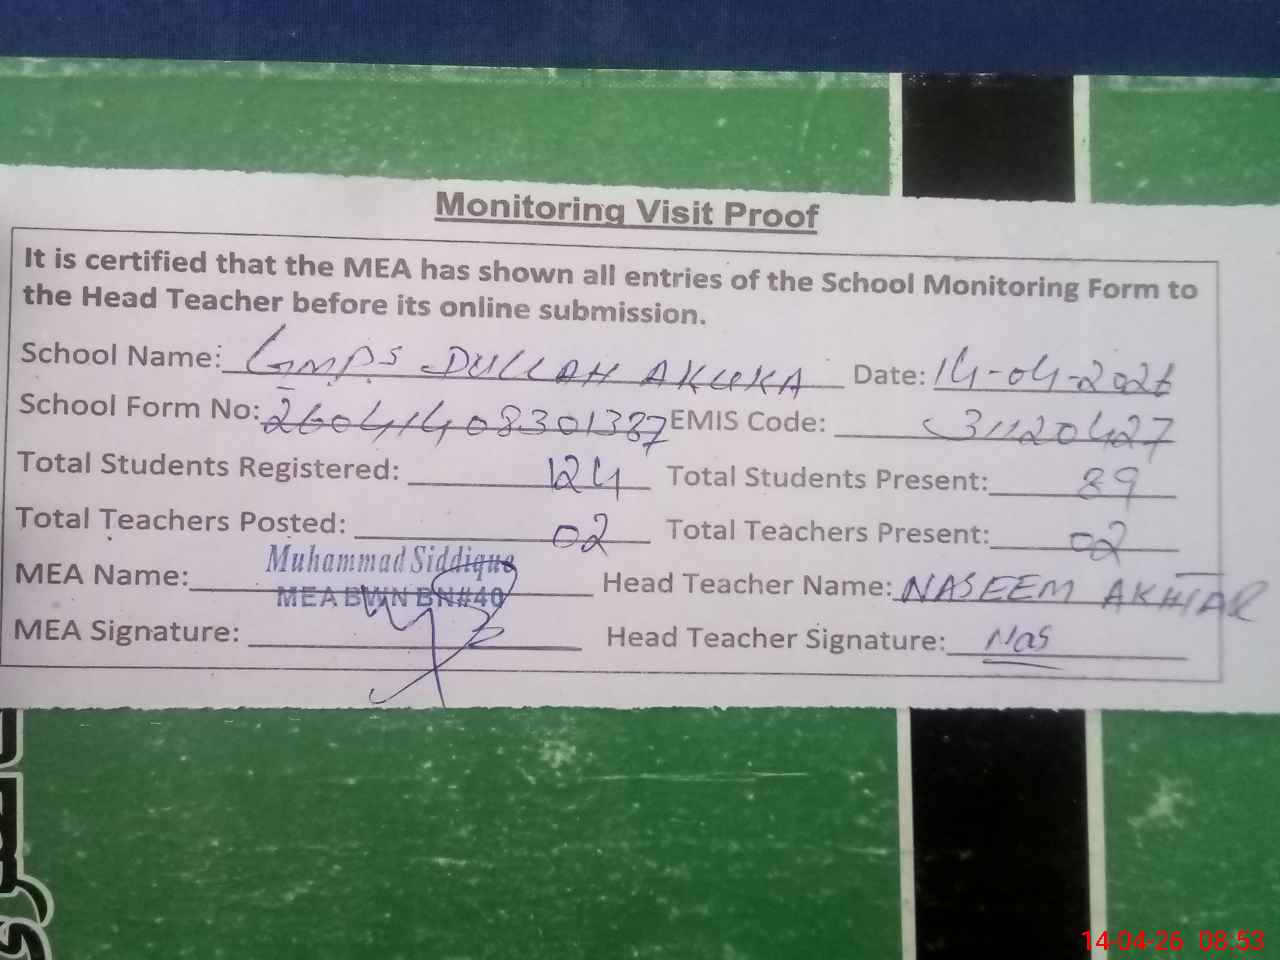 Monitoring Visit Proof
It is certified that the MEA has shown all entries of the School Monitoring Form to
the Head Teacher before its online submission.
School Name: GMPS DULLAH AKUKA Date: 14-04-2026
School Form No: 26041408301387 EMIS Code: 31120427
Total Students Registered: 124 Total Students Present: 89
Total Teachers Posted: 02 Total Teachers Present: 02
MEA Name: Muhammad Siddique Head Teacher Name: NASEEM AKHTAR
MEA BWN BN#40
MEA Signature: Head Teacher Signature: Nas
14-04-26 08:53